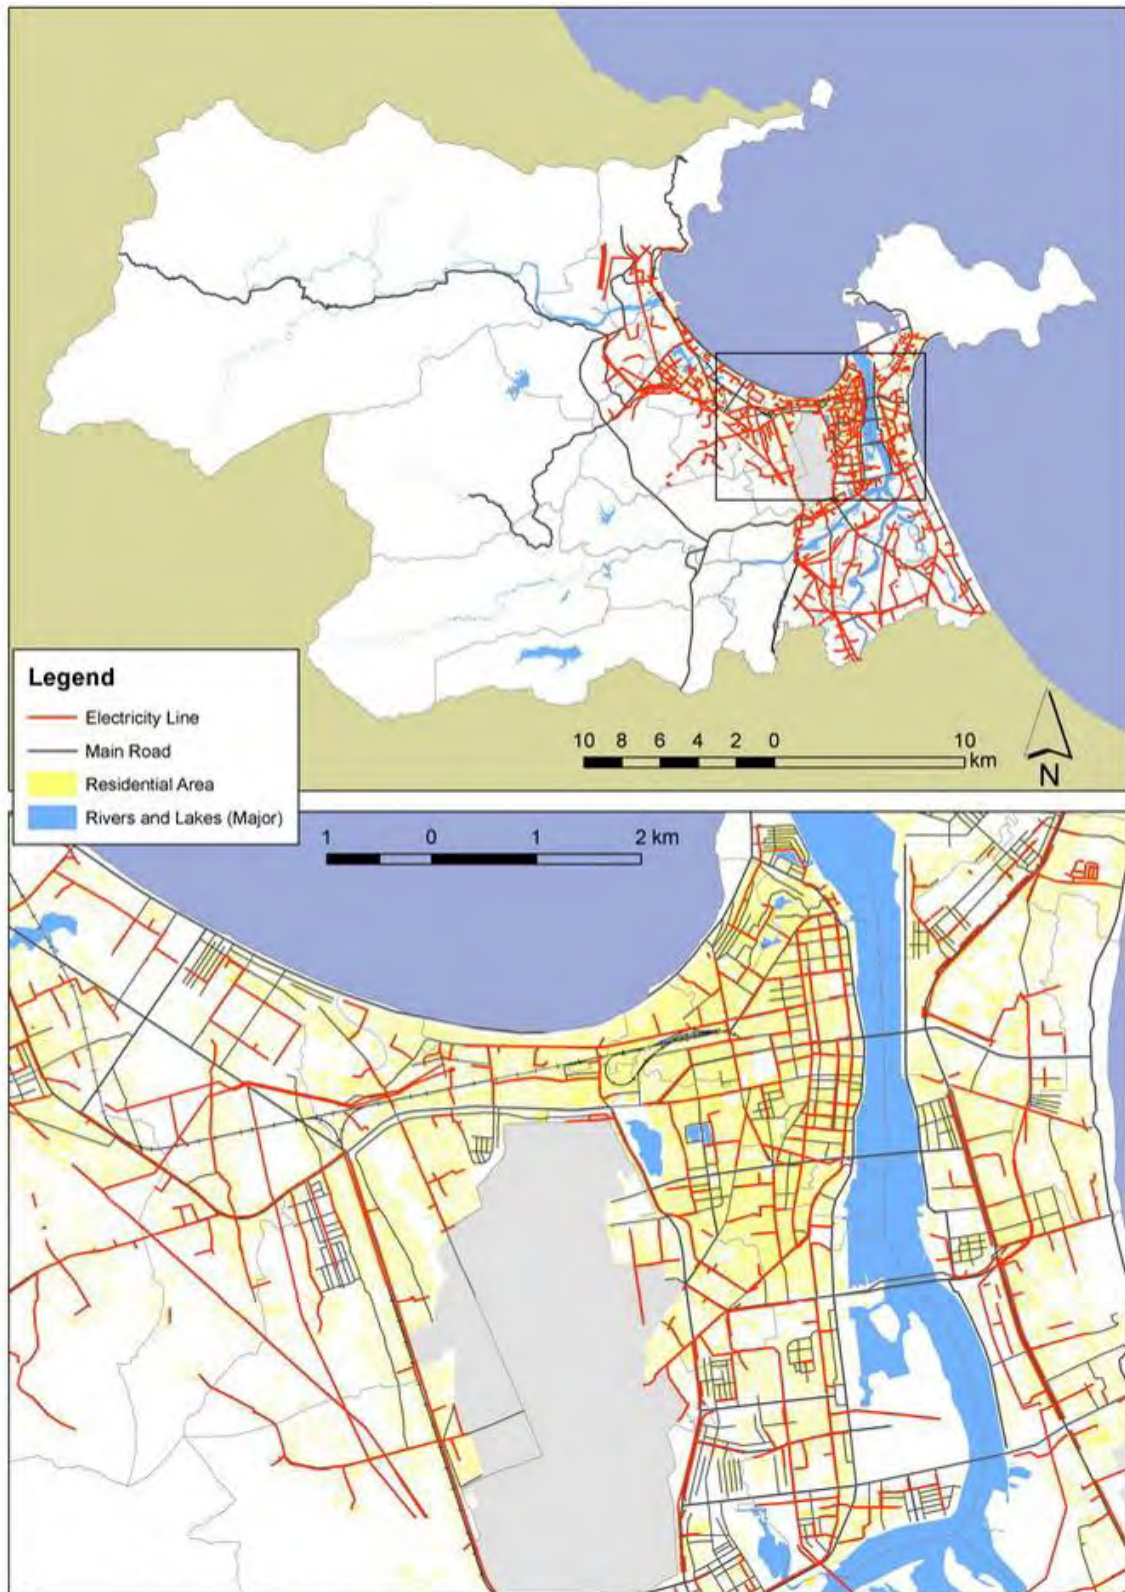 Legend
Electricity Line
Main Road
Residential Area
Rivers and Lakes (Major)
10 8 6 4 2 0 10
km
N
1 0 1 2 km